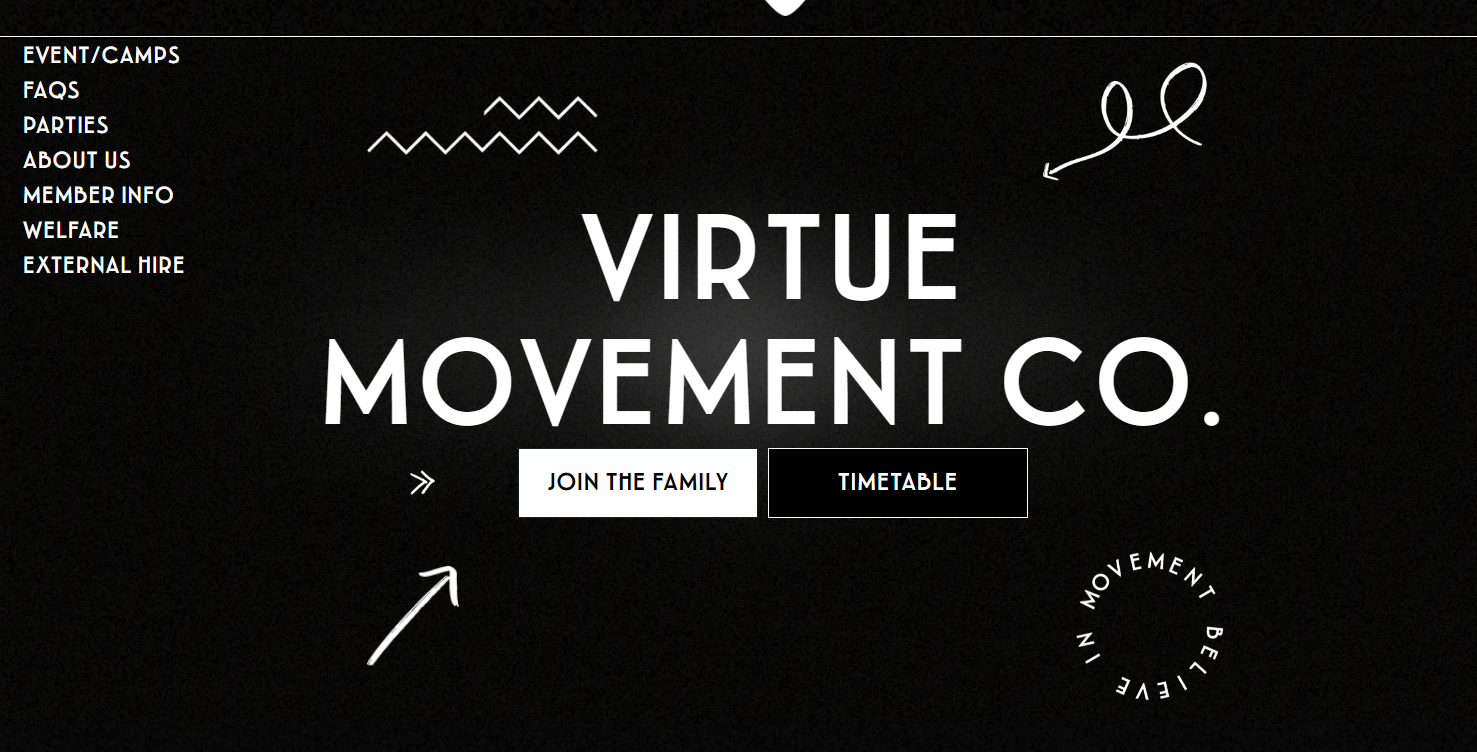 EVENT/CAMPS
FAQS
PARTIES
ABOUT US
MEMBER INFO
WELFARE
EXTERNAL HIRE
VIRTUE
MOVEMENT CO.
JOIN THE FAMILY
TIMETABLE
BELIEVE IN MOVEMENT